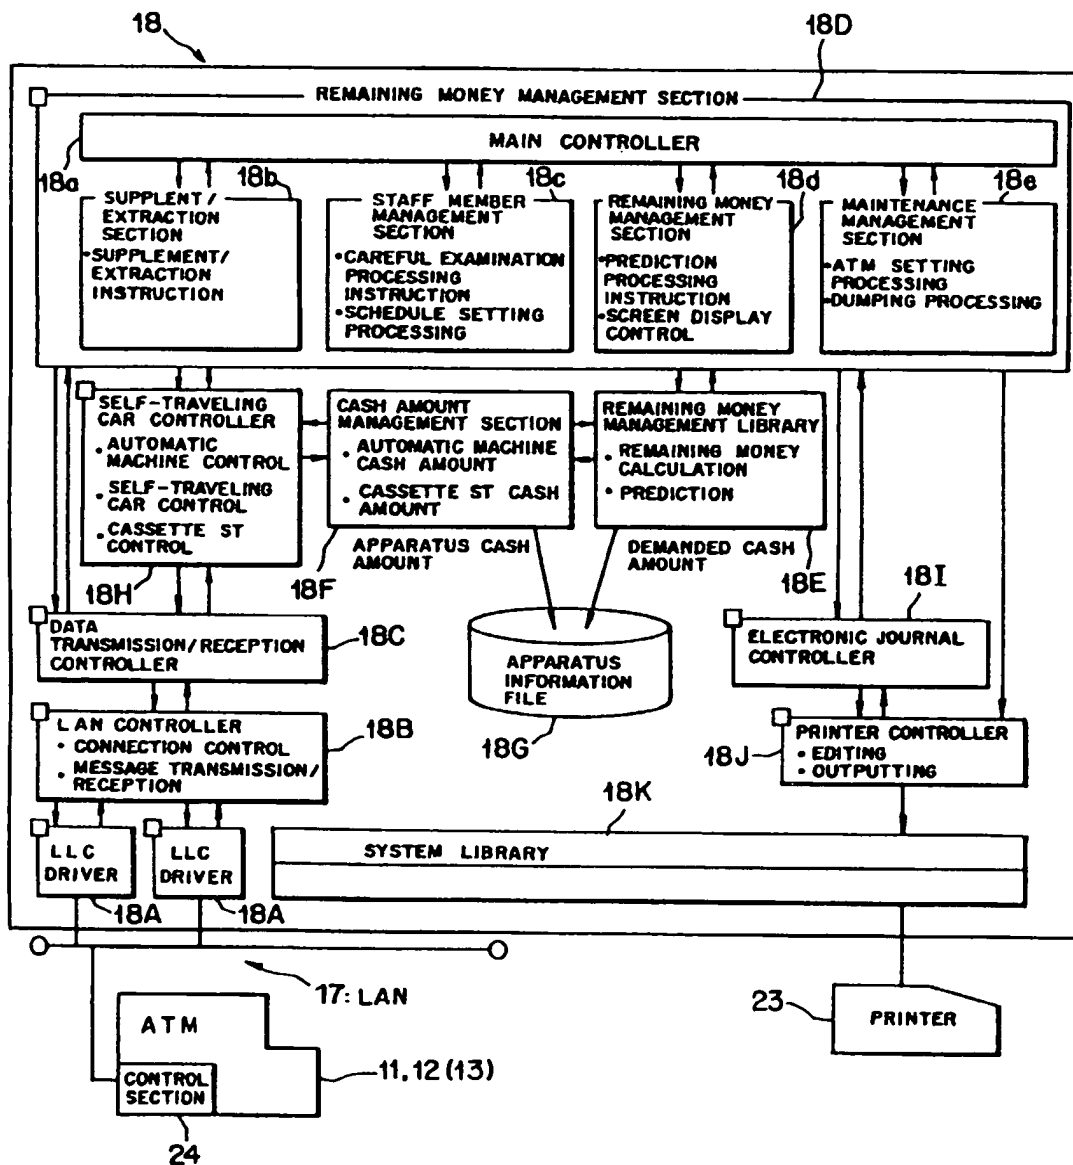 18
18D
REMAINING MONEY MANAGEMENT SECTION
MAIN CONTROLLER
18a
18b
18c
18d
18e
SUPPLENT/
EXTRACTION
SECTION
•SUPPLEMENT/
EXTRACTION
INSTRUCTION
STAFF MEMBER
MANAGEMENT
SECTION
•CAREFUL EXAMINATION
PROCESSING
INSTRUCTION
•SCHEDULE SETTING
PROCESSING
REMAINING MONEY
MANAGEMENT
SECTION
•PREDICTION
PROCESSING
INSTRUCTION
•SCREEN DISPLAY
CONTROL
MAINTENANCE
MANAGEMENT
SECTION
•ATM SETTING
PROCESSING
•DUMPING PROCESSING
SELF-TRAVELING
CAR CONTROLLER
• AUTOMATIC
MACHINE CONTROL
• SELF-TRAVELING
CAR CONTROL
• CASSETTE ST
CONTROL
18H
CASH AMOUNT
MANAGEMENT SECTION
• AUTOMATIC MACHINE
CASH AMOUNT
• CASSETTE ST CASH
AMOUNT
18F
REMAINING MONEY
MANAGEMENT LIBRARY
• REMAINING MONEY
CALCULATION
• PREDICTION
18E
APPARATUS CASH
AMOUNT
DEMANDED CASH
AMOUNT
18I
DATA
TRANSMISSION/RECEPTION
CONTROLLER
18C
APPARATUS
INFORMATION
FILE
18G
ELECTRONIC JOURNAL
CONTROLLER
LAN CONTROLLER
• CONNECTION CONTROL
• MESSAGE TRANSMISSION/
RECEPTION
18B
PRINTER CONTROLLER
• EDITING
• OUTPUTTING
18J
18K
LLC
DRIVER
18A
LLC
DRIVER
18A
SYSTEM LIBRARY
17: LAN
ATM
CONTROL
SECTION
11, 12 (13)
24
23
PRINTER